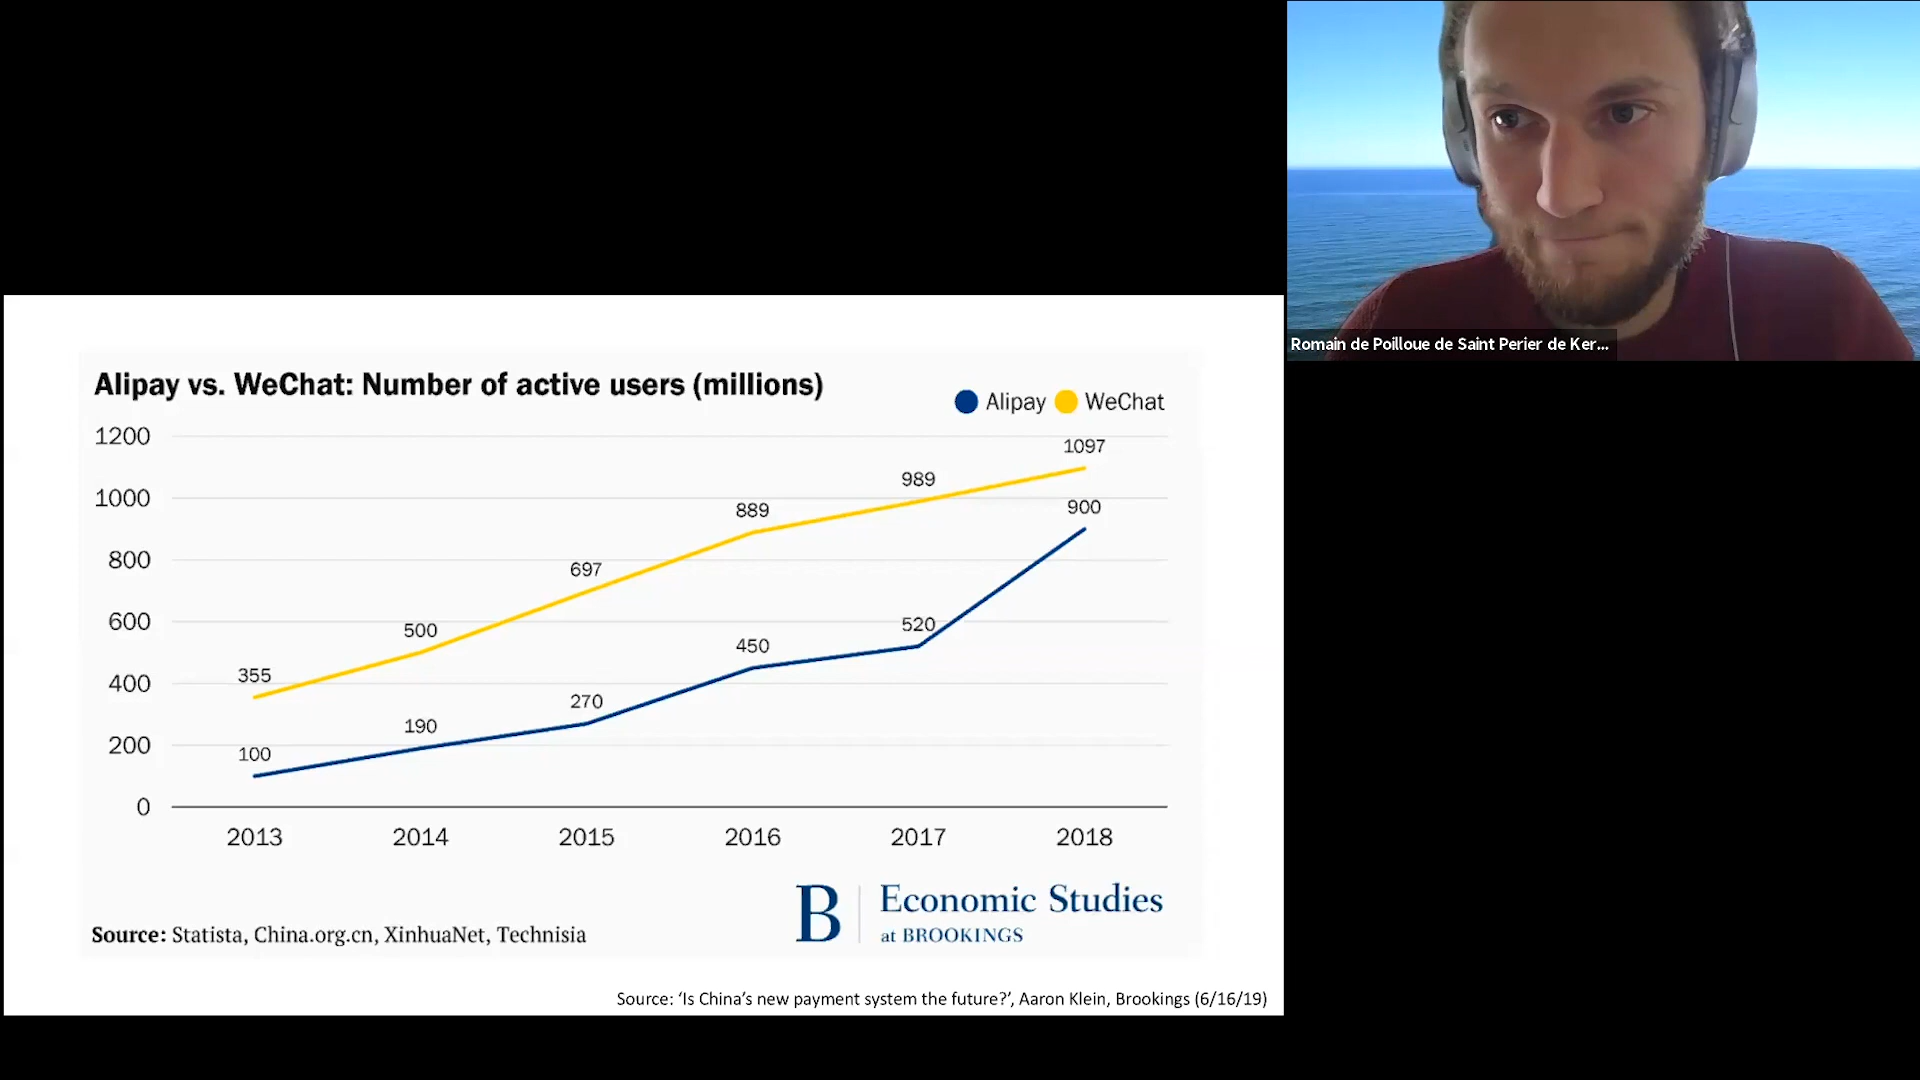 Romain de Poilloue de Saint Perier de Ker...
Alipay vs. WeChat: Number of active users (millions)
Alipay WeChat
1200
1000
800
600
400
200
0
355
500
697
889
989
1097
100
190
270
450
520
900
2013 2014 2015 2016 2017 2018
Source: Statista, China.org.cn, XinhuaNet, Technisia
B
Economic Studies
at BROOKINGS
Source: ‘Is China’s new payment system the future?’, Aaron Klein, Brookings (6/16/19)